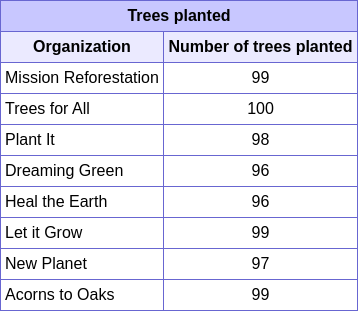 Trees planted
Organization Number of trees planted
Mission Reforestation 99
Trees for All 100
Plant It 98
Dreaming Green 96
Heal the Earth 96
Let it Grow 99
New Planet 97
Acorns to Oaks 99